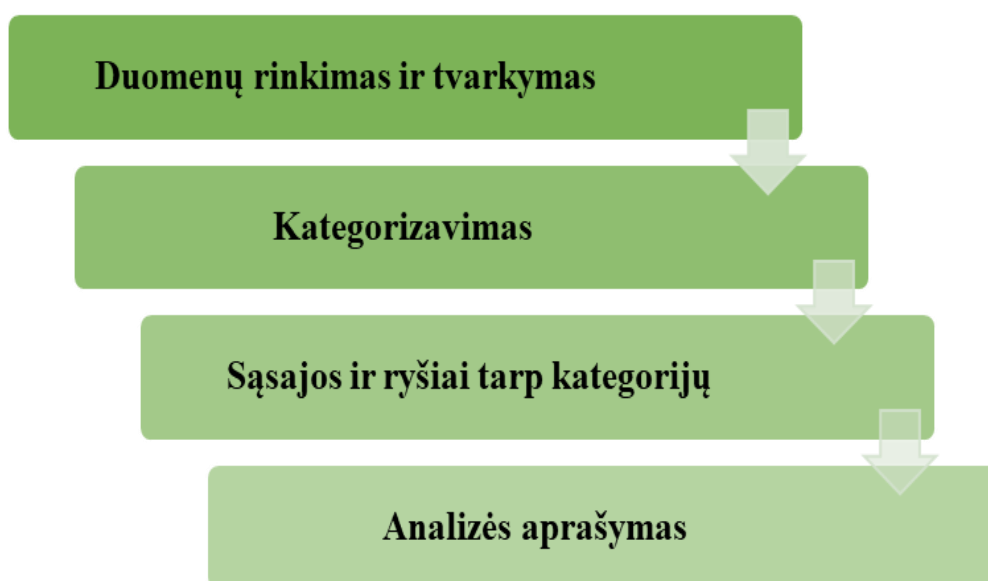 Duomenų rinkimas ir tvarkymas
Kategorizavimas
Sąsajos ir ryšiai tarp kategorijų
Analizės aprašymas